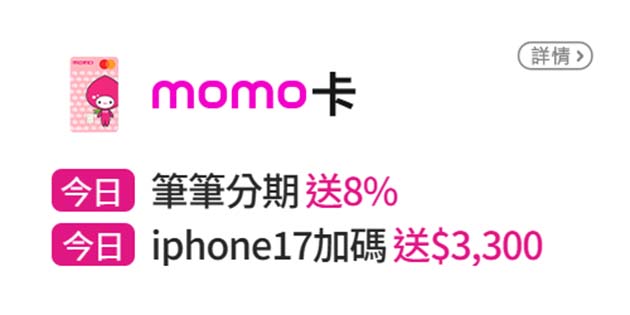 詳情
momo
momo卡
今日 筆筆分期 送8%
今日 iphone17加碼 送$3,300